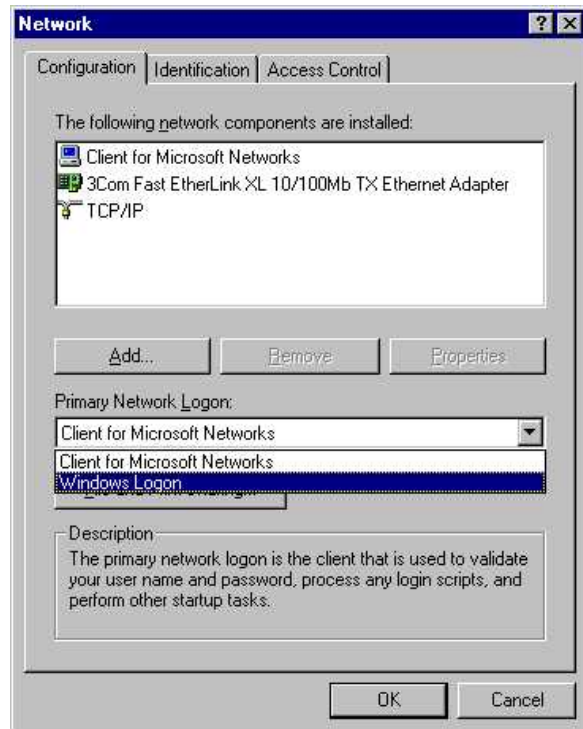 Network
Configuration Identification Access Control
The following network components are installed:
Client for Microsoft Networks
3Com Fast EtherLink XL 10/100Mb TX Ethernet Adapter
TCP/IP
Add... Remove Properties
Primary Network Logon:
Client for Microsoft Networks
Client for Microsoft Networks
Windows Logon
Description
The primary network logon is the client that is used to validate
your user name and password, process any login scripts, and
perform other startup tasks.
OK Cancel